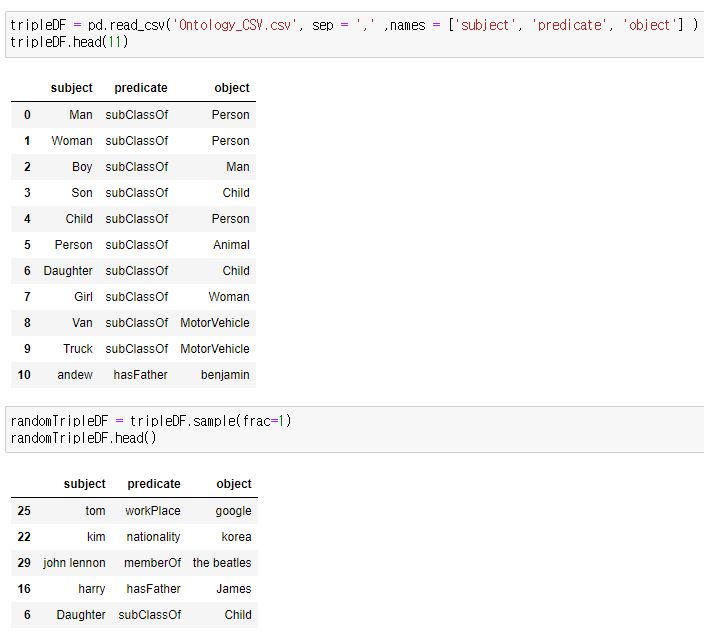 tripleDF = pd.read_csv('Ontology_CSV.csv', sep = ',' ,names = ['subject', 'predicate', 'object'] )
tripleDF.head(11)
subject predicate object
0 Man subClassOf Person
1 Woman subClassOf Person
2 Boy subClassOf Man
3 Son subClassOf Child
4 Child subClassOf Person
5 Person subClassOf Animal
6 Daughter subClassOf Child
7 Girl subClassOf Woman
8 Van subClassOf MotorVehicle
9 Truck subClassOf MotorVehicle
10 andew hasFather benjamin
randomTripleDF = tripleDF.sample(frac=1)
randomTripleDF.head()
subject predicate object
25 tom workPlace google
22 kim nationality korea
29 john lennon memberOf the beatles
16 harry hasFather James
6 Daughter subClassOf Child